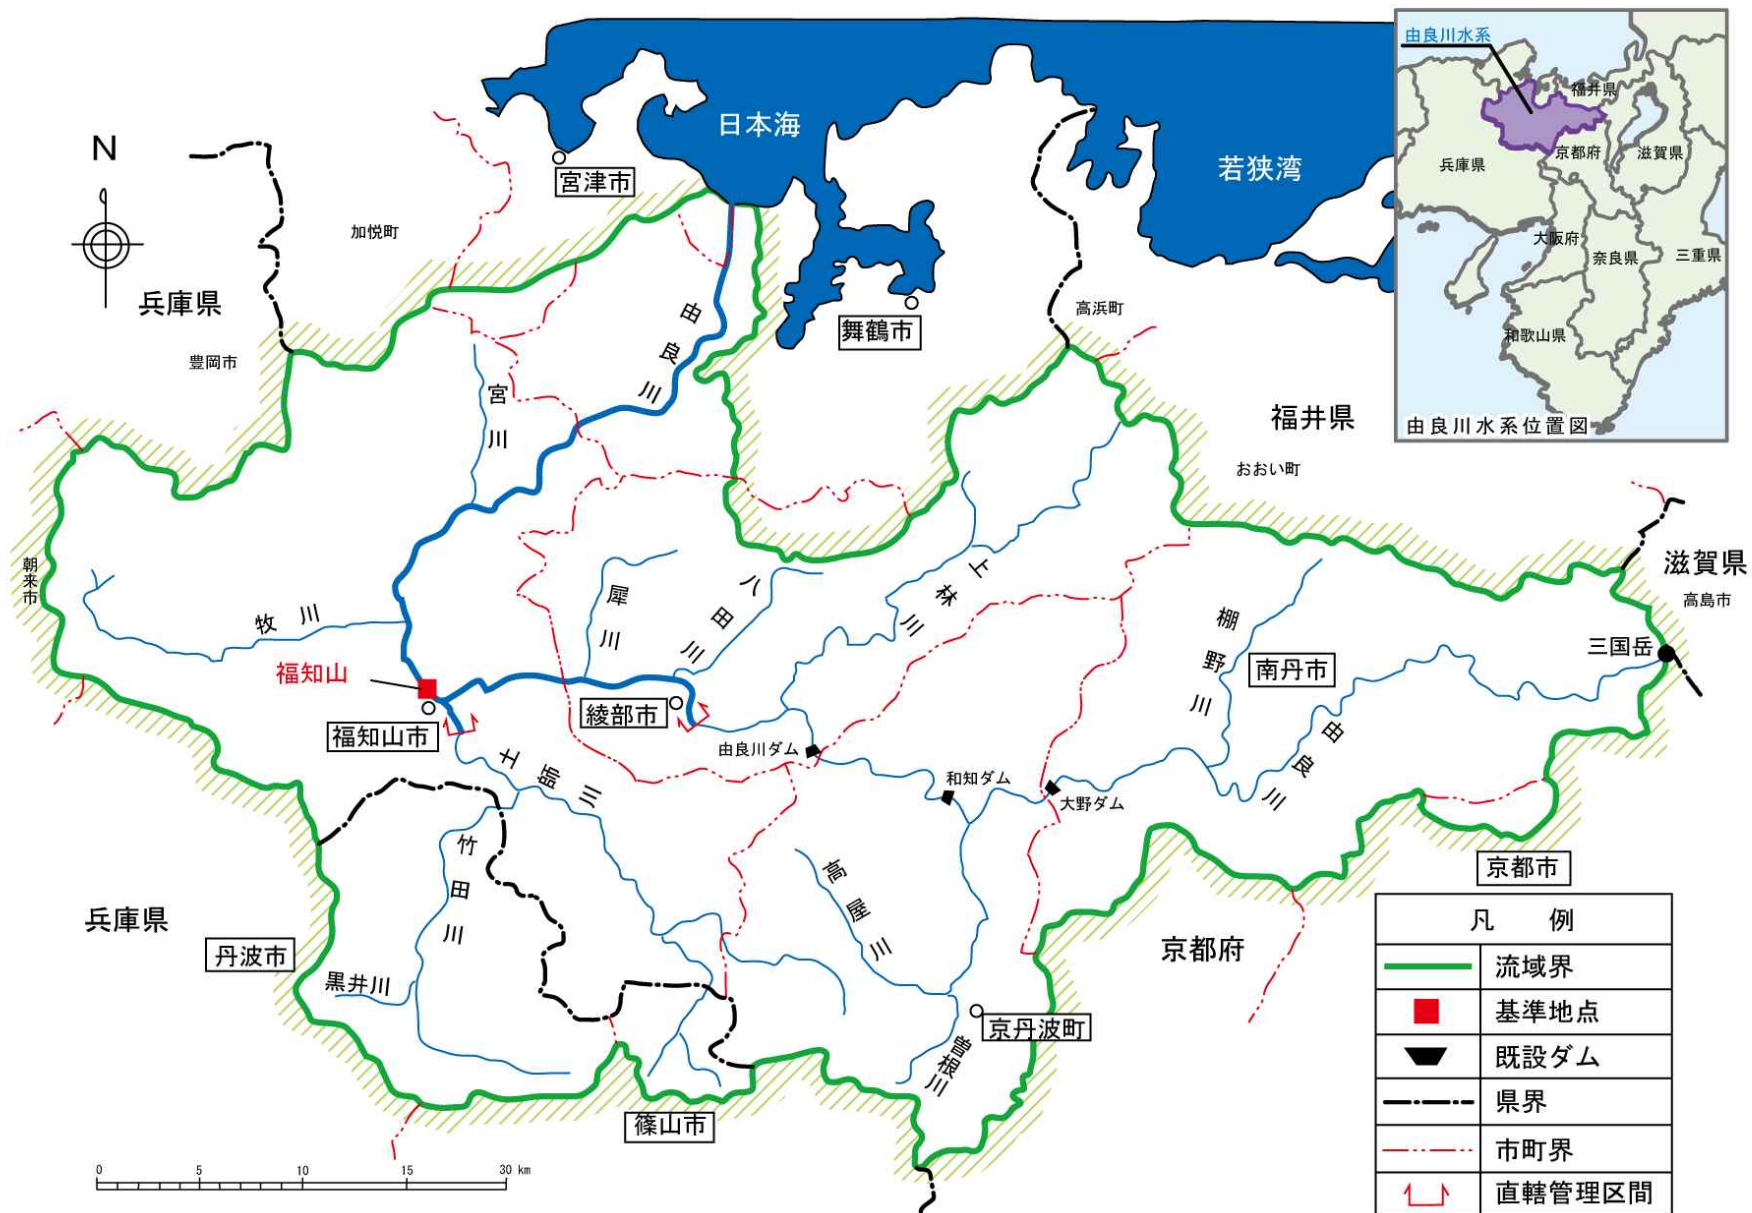 日本海
若狭湾
N
宮津市
加悦町
兵庫県
豊岡市
舞鶴市
高浜町
由良川
宮川
福井県
おおい町
朝来市
滋賀県
高島市
三国岳
牧川
犀川
八田川
上林川
棚野川
南丹市
福知山
福知山市
綾部市
由良川ダム
和知ダム
大野ダム
由良川
土師川
竹田川
高屋川
京都市
兵庫県
丹波市
黒井川
京都府
京丹波町
曽根川
篠山市
0 5 10 15 30 km
由良川水系
福井県
兵庫県
京都府
滋賀県
大阪府
奈良県
三重県
和歌山県
由良川水系位置図
凡 例
流域界
基準地点
既設ダム
県界
市町界
直轄管理区間